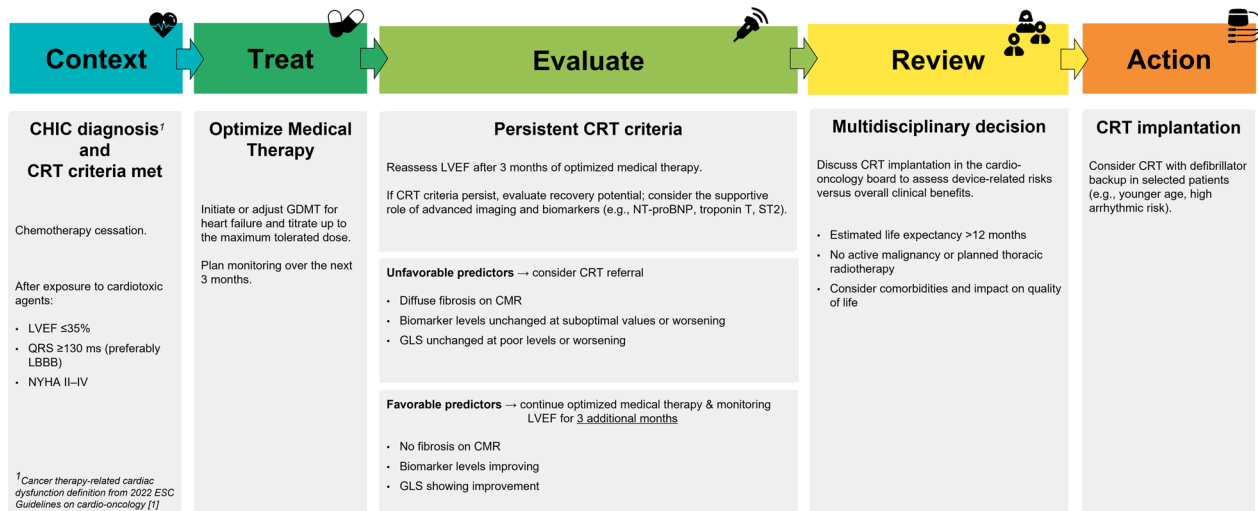 Context
Treat
Evaluate
Review
Action
CHIC diagnosis¹
and
CRT criteria met
Chemotherapy cessation.
After exposure to cardiotoxic
agents:
• LVEF ≤35%
• QRS ≥130 ms (preferably
LBBB)
• NYHA II–IV
¹Cancer therapy-related cardiac
dysfunction definition from 2022 ESC
Guidelines on cardio-oncology [1]
Optimize Medical
Therapy
Initiate or adjust GDMT for
heart failure and titrate up to
the maximum tolerated dose.
Plan monitoring over the next
3 months.
Persistent CRT criteria
Reassess LVEF after 3 months of optimized medical therapy.
If CRT criteria persist, evaluate recovery potential; consider the supportive
role of advanced imaging and biomarkers (e.g., NT-proBNP, troponin T, ST2).
Unfavorable predictors → consider CRT referral
• Diffuse fibrosis on CMR
• Biomarker levels unchanged at suboptimal values or worsening
• GLS unchanged at poor levels or worsening
Favorable predictors → continue optimized medical therapy & monitoring
LVEF for 3 additional months
• No fibrosis on CMR
• Biomarker levels improving
• GLS showing improvement
Multidisciplinary decision
Discuss CRT implantation in the cardio-
oncology board to assess device-related risks
versus overall clinical benefits.
• Estimated life expectancy >12 months
• No active malignancy or planned thoracic
radiotherapy
• Consider comorbidities and impact on quality
of life
CRT implantation
Consider CRT with defibrillator
backup in selected patients
(e.g., younger age, high
arrhythmic risk).